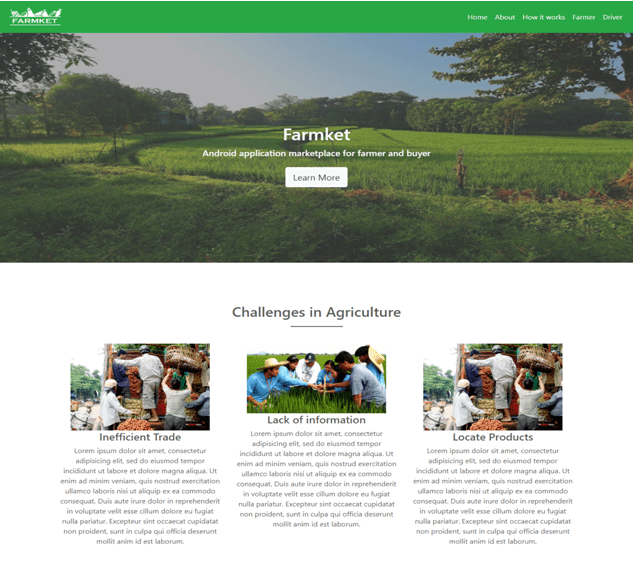 FARMKET
Home About How it works Farmer Driver
Farmket
Android application marketplace for farmer and buyer
Learn More
Challenges in Agriculture
Inefficient Trade
Lorem ipsum dolor sit amet, consectetur
adipisicing elit, sed do eiusmod tempor
incididunt ut labore et dolore magna aliqua. Ut
enim ad minim veniam, quis nostrud exercitation
ullamco laboris nisi ut aliquip ex ea commodo
consequat. Duis aute irure dolor in reprehenderit
in voluptate velit esse cillum dolore eu fugiat
nulla pariatur. Excepteur sint occaecat cupidatat
non proident, sunt in culpa qui officia deserunt
mollit anim id est laborum.
Lack of information
Lorem ipsum dolor sit amet, consectetur
adipisicing elit, sed do eiusmod tempor
incididunt ut labore et dolore magna aliqua. Ut
enim ad minim veniam, quis nostrud exercitation
ullamco laboris nisi ut aliquip ex ea commodo
consequat. Duis aute irure dolor in reprehenderit
in voluptate velit esse cillum dolore eu fugiat
nulla pariatur. Excepteur sint occaecat cupidatat
non proident, sunt in culpa qui officia deserunt
mollit anim id est laborum.
Locate Products
Lorem ipsum dolor sit amet, consectetur
adipisicing elit, sed do eiusmod tempor
incididunt ut labore et dolore magna aliqua. Ut
enim ad minim veniam, quis nostrud exercitation
ullamco laboris nisi ut aliquip ex ea commodo
consequat. Duis aute irure dolor in reprehenderit
in voluptate velit esse cillum dolore eu fugiat
nulla pariatur. Excepteur sint occaecat cupidatat
non proident, sunt in culpa qui officia deserunt
mollit anim id est laborum.